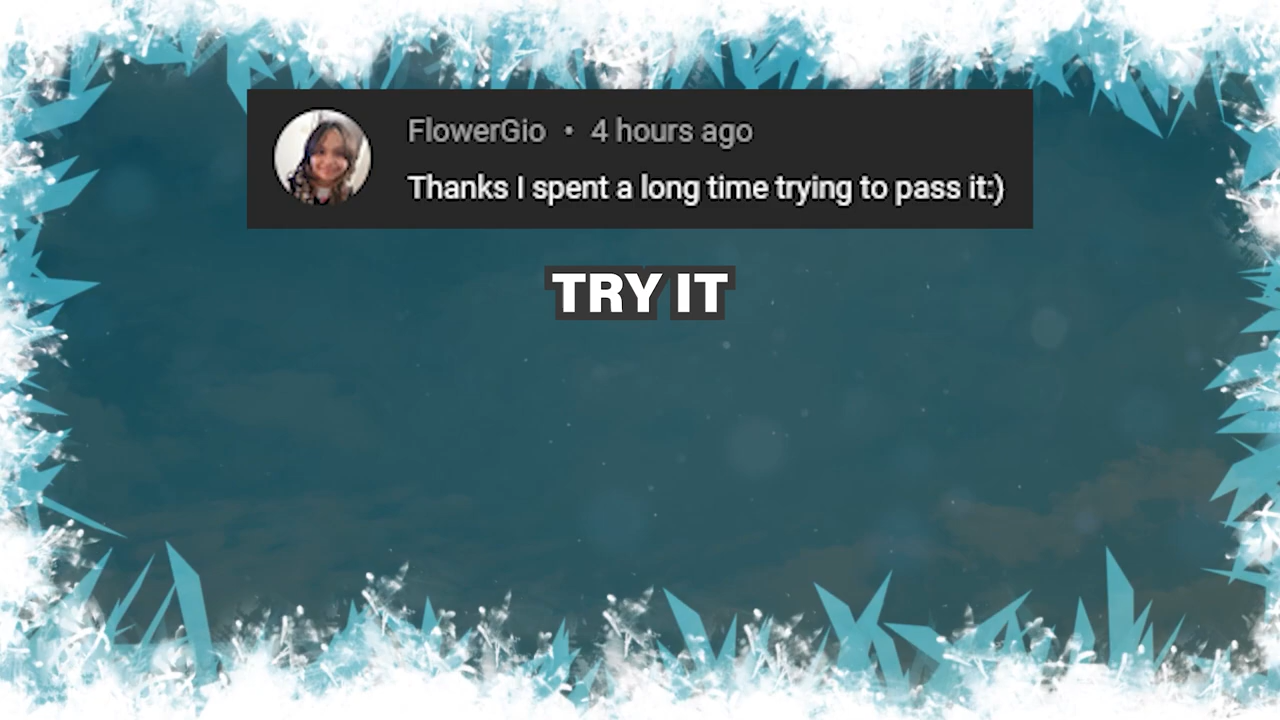 FlowerGio • 4 hours ago
Thanks I spent a long time trying to pass it:)
TRY IT